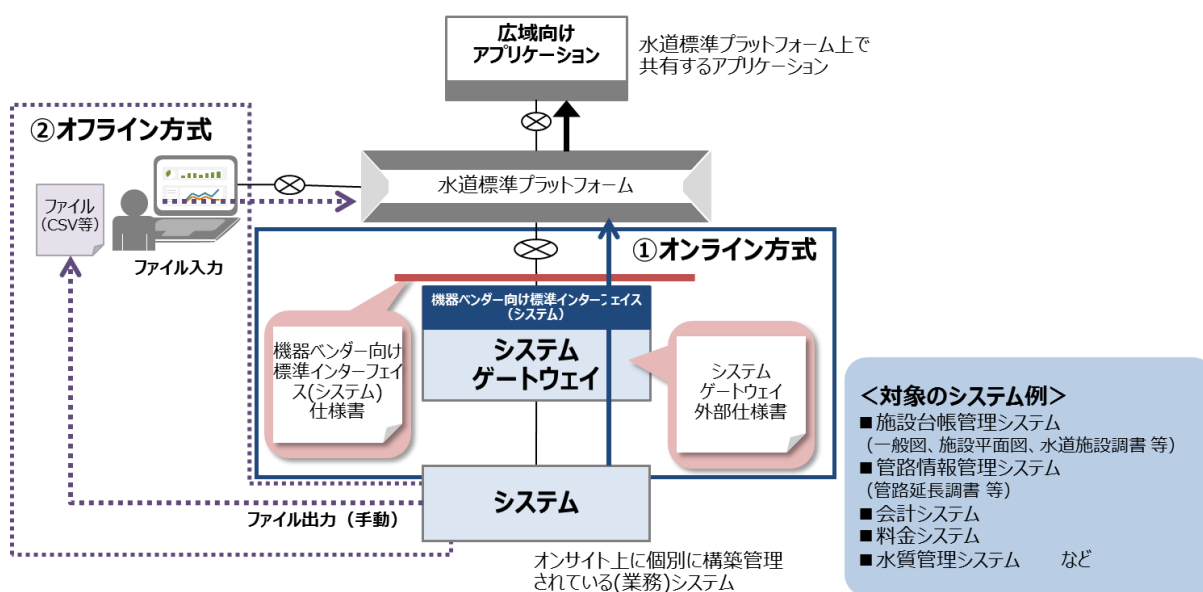 広域向け
アプリケーション
水道標準プラットフォーム上で
共有するアプリケーション
②オフライン方式
水道標準プラットフォーム
ファイル
(CSV等)
ファイル入力
①オンライン方式
機器ベンダー向け標準インターフェイス
(システム)
機器ベンダー向け
標準インターフェイ
ス(システム)
仕様書
システム
ゲートウェイ
システム
ゲートウェイ
外部仕様書
システム
ファイル出力（手動）
オンサイト上に個別に構築管理
されている(業務)システム
＜対象のシステム例＞
■施設台帳管理システム
（一般図、施設平面図、水道施設調書 等）
■管路情報管理システム
（管路延長調書 等）
■会計システム
■料金システム
■水質管理システム　　など